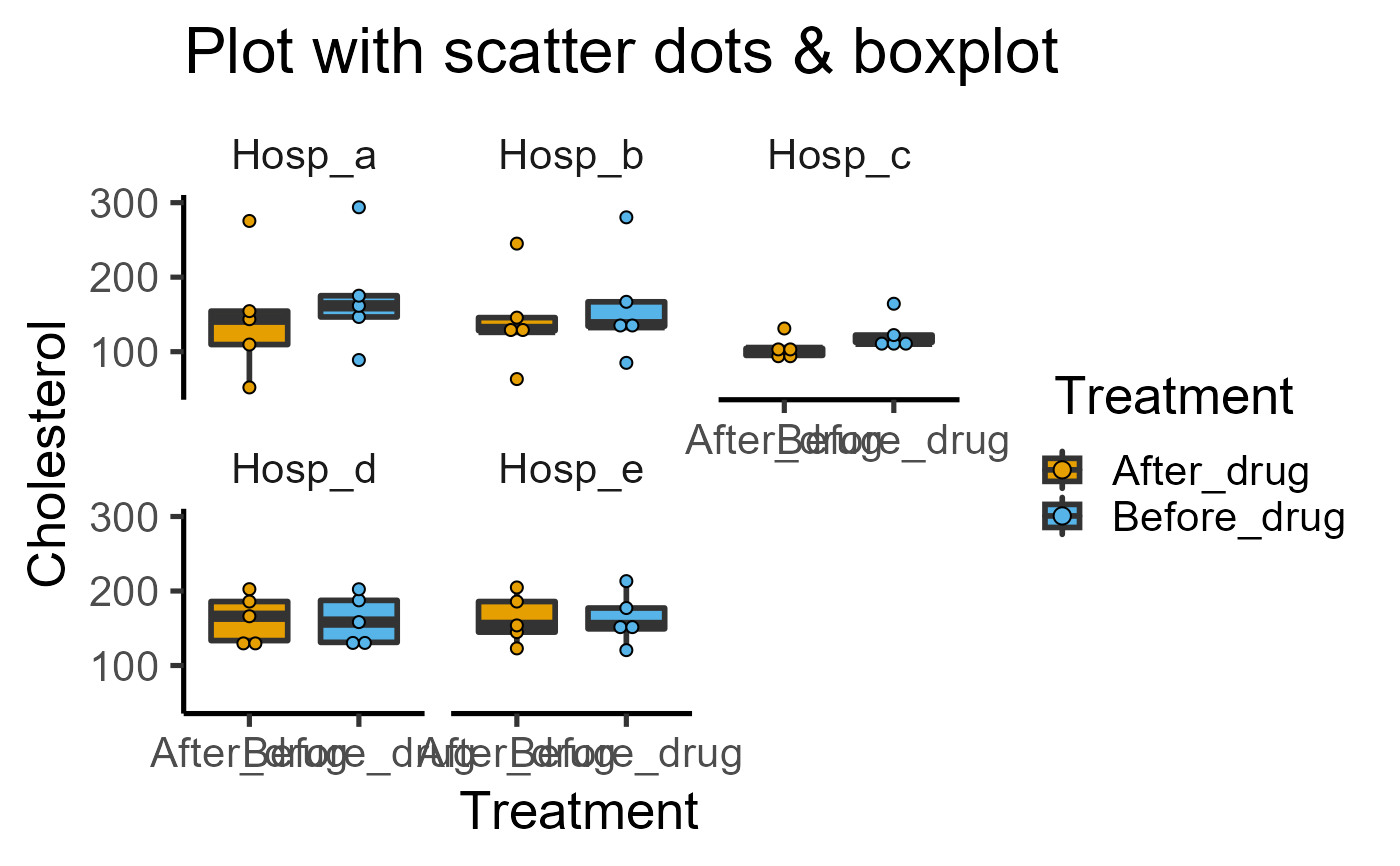 Plot with scatter dots & boxplot
Hosp_a Hosp_b Hosp_c
300
200
100
After_drug Before_drug
Hosp_d Hosp_e
300
200
100
After_drug Before_drug After_drug Before_drug
Treatment
Cholesterol
Treatment
After_drug
Before_drug